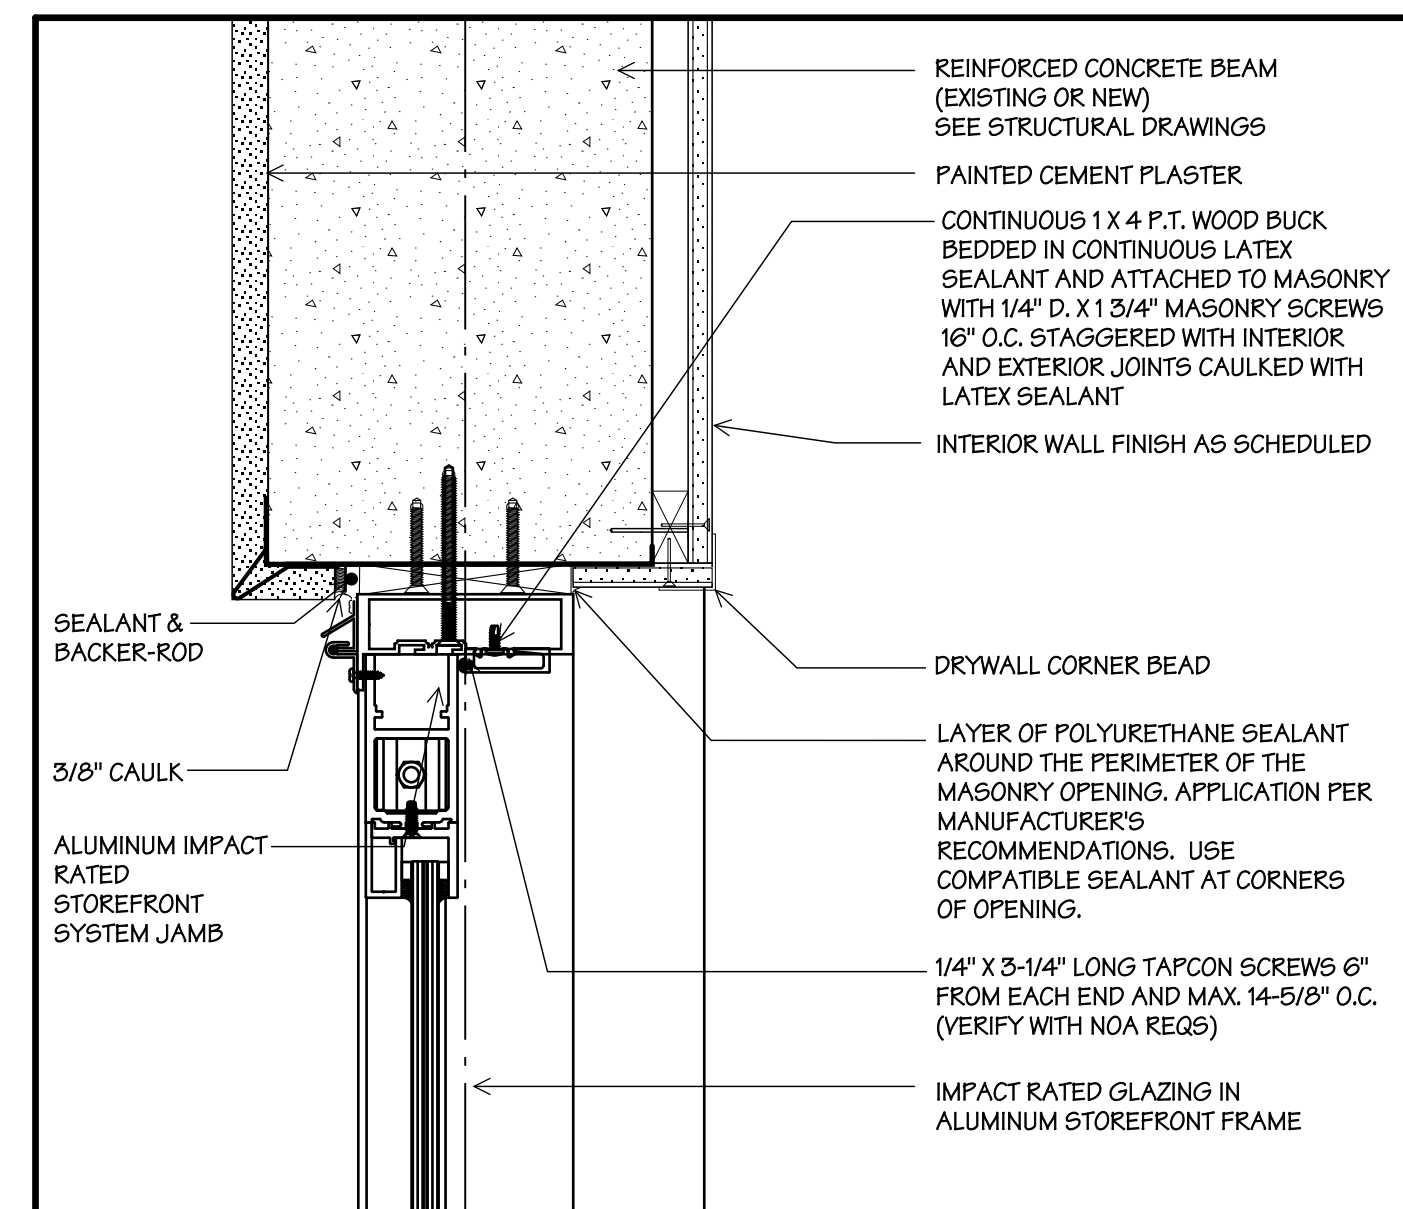 REINFORCED CONCRETE BEAM
(EXISTING OR NEW)
SEE STRUCTURAL DRAWINGS
PAINTED CEMENT PLASTER
CONTINUOUS 1 X 4 P.T. WOOD BUCK
BEDDED IN CONTINUOUS LATEX
SEALANT AND ATTACHED TO MASONRY
WITH 1/4" D. X 1 3/4" MASONRY SCREWS
16" O.C. STAGGERED WITH INTERIOR
AND EXTERIOR JOINTS CAULKED WITH
LATEX SEALANT
INTERIOR WALL FINISH AS SCHEDULED
SEALANT &
BACKER-ROD
3/8" CAULK
ALUMINUM IMPACT
RATED
STOREFRONT
SYSTEM JAMB
DRYWALL CORNER BEAD
LAYER OF POLYURETHANE SEALANT
AROUND THE PERIMETER OF THE
MASONRY OPENING. APPLICATION PER
MANUFACTURER'S
RECOMMENDATIONS. USE
COMPATIBLE SEALANT AT CORNERS
OF OPENING.
1/4" X 3-1/4" LONG TAPCON SCREWS 6"
FROM EACH END AND MAX. 14-5/8" O.C.
(VERIFY WITH NOA REQS)
IMPACT RATED GLAZING IN
ALUMINUM STOREFRONT FRAME